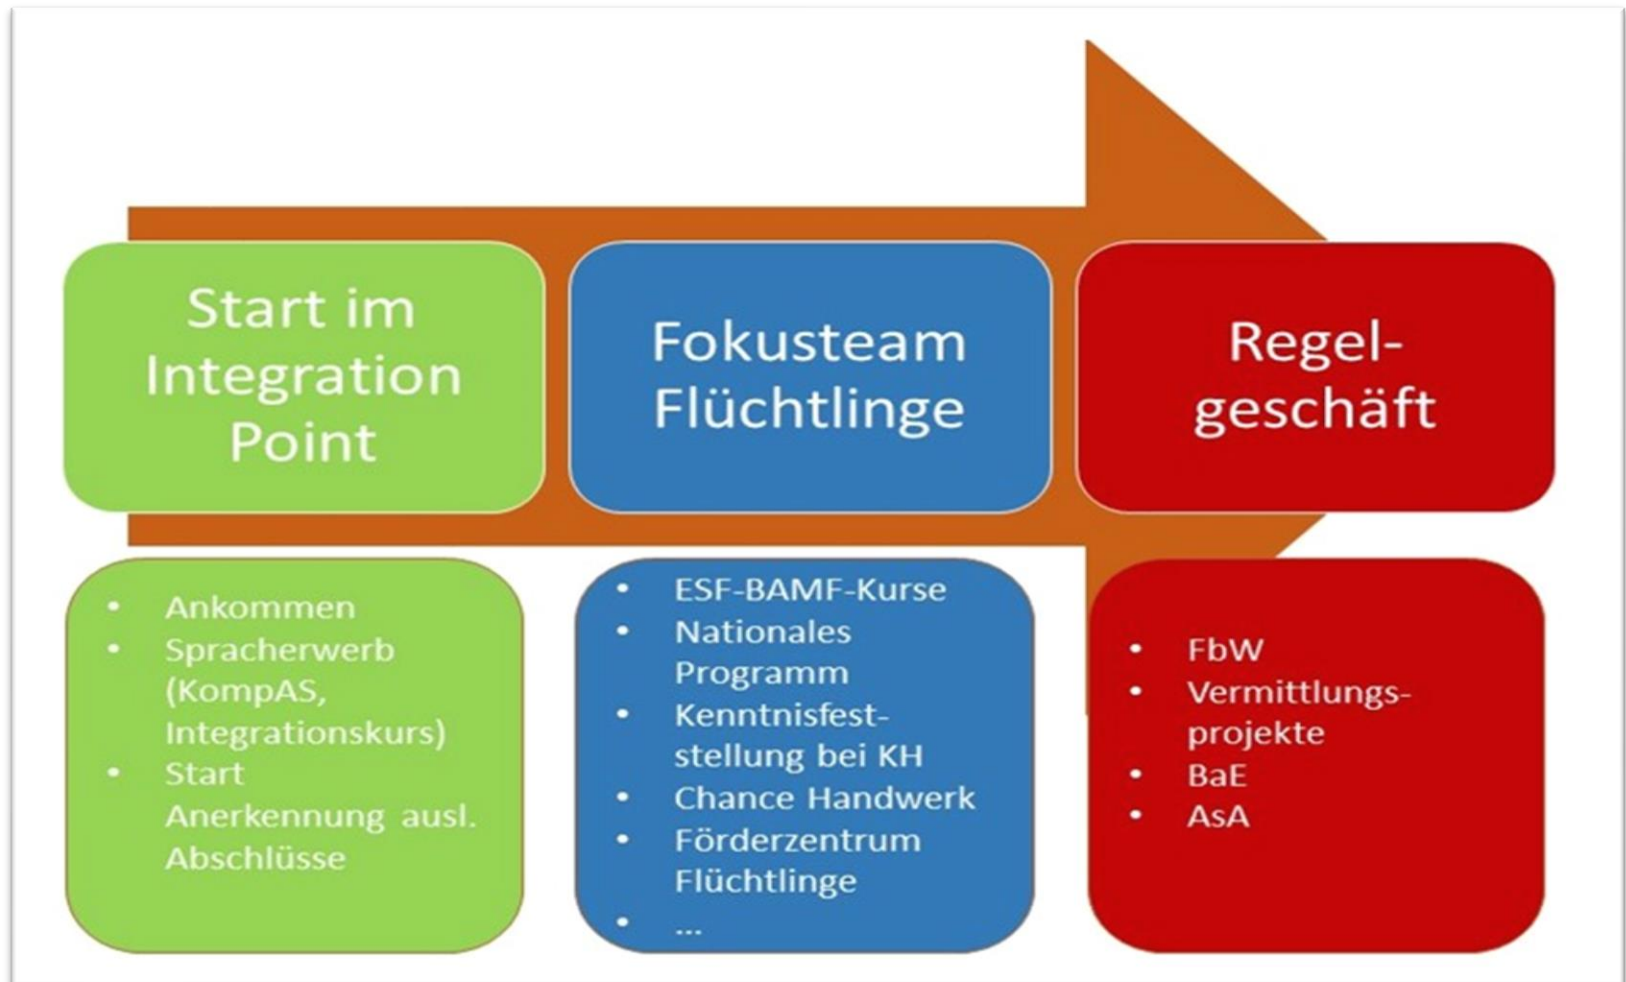 Start im
Integration
Point
Fokusteam
Flüchtlinge
Regel-
geschäft
• Ankommen
• Spracherwerb
(KompAS,
Integrationskurs)
• Start
Anerkennung ausl.
Abschlüsse
• ESF-BAMF-Kurse
• Nationales
Programm
• Kenntnisfest-
stellung bei KH
• Chance Handwerk
• Förderzentrum
Flüchtlinge
• ...
• FbW
• Vermittlungs-
projekte
• BaE
• AsA